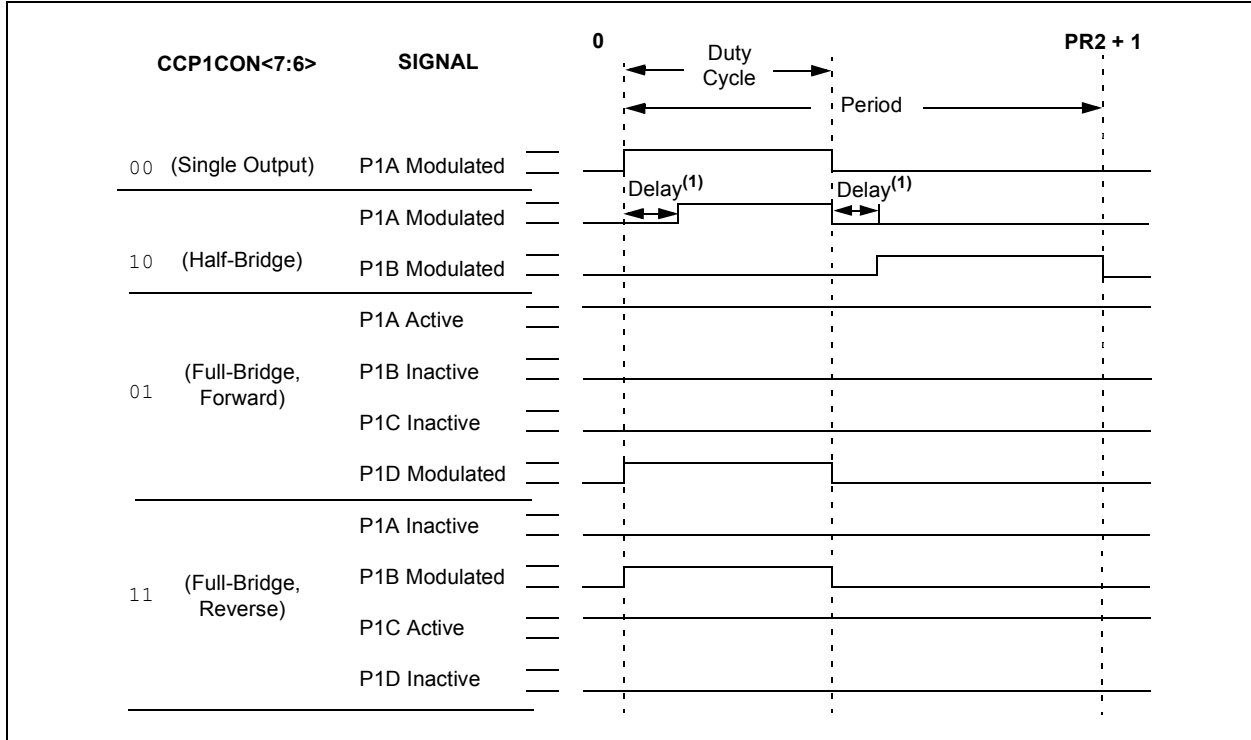 CCP1CON<7:6> SIGNAL 0 Duty Cycle PR2 + 1
Period
00 (Single Output) P1A Modulated
Delay(1) Delay(1)
P1A Modulated
10 (Half-Bridge) P1B Modulated
P1A Active
01 (Full-Bridge, Forward) P1B Inactive
P1C Inactive
P1D Modulated
P1A Inactive
11 (Full-Bridge, Reverse) P1B Modulated
P1C Active
P1D Inactive